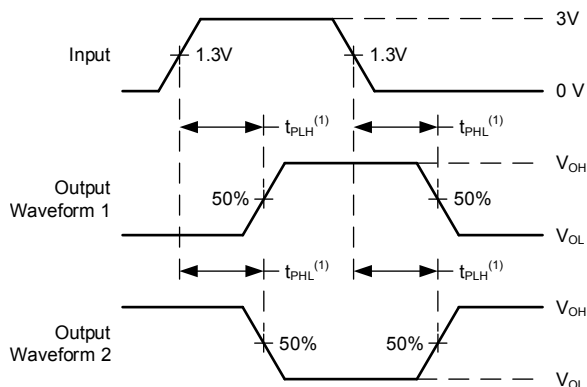 3V
Input
1.3V
1.3V
0 V
tPLH(1)
tPHL(1)
VOH
Output
Waveform 1
50%
50%
VOL
tPHL(1)
tPLH(1)
VOH
Output
Waveform 2
50%
50%
VOL